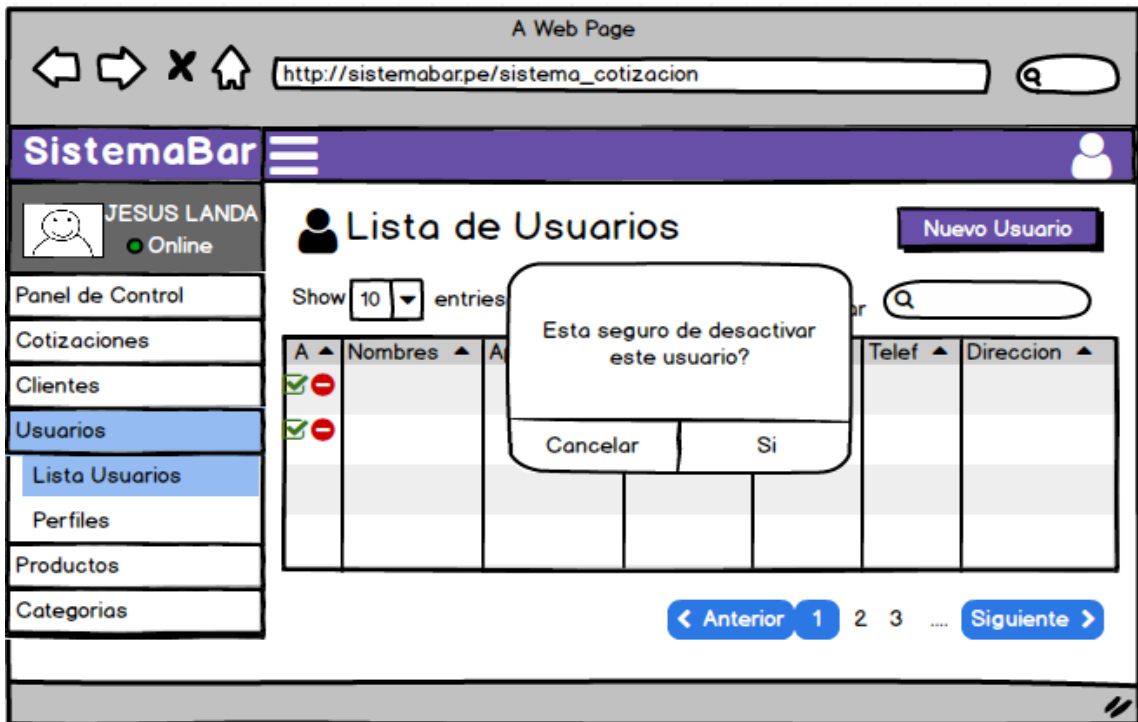 A Web Page
http://sistemabar.pe/sistema_cotizacion
SistemaBar
JESUS LANDA
Online
Lista de Usuarios
Nuevo Usuario
Panel de Control
Cotizaciones
Clientes
Usuarios
Lista Usuarios
Perfiles
Productos
Categorias
Show 10 entries
A Nombres Telef Direccion
Esta seguro de desactivar
este usuario?
Cancelar Si
Anterior 1 2 3 .... Siguiente